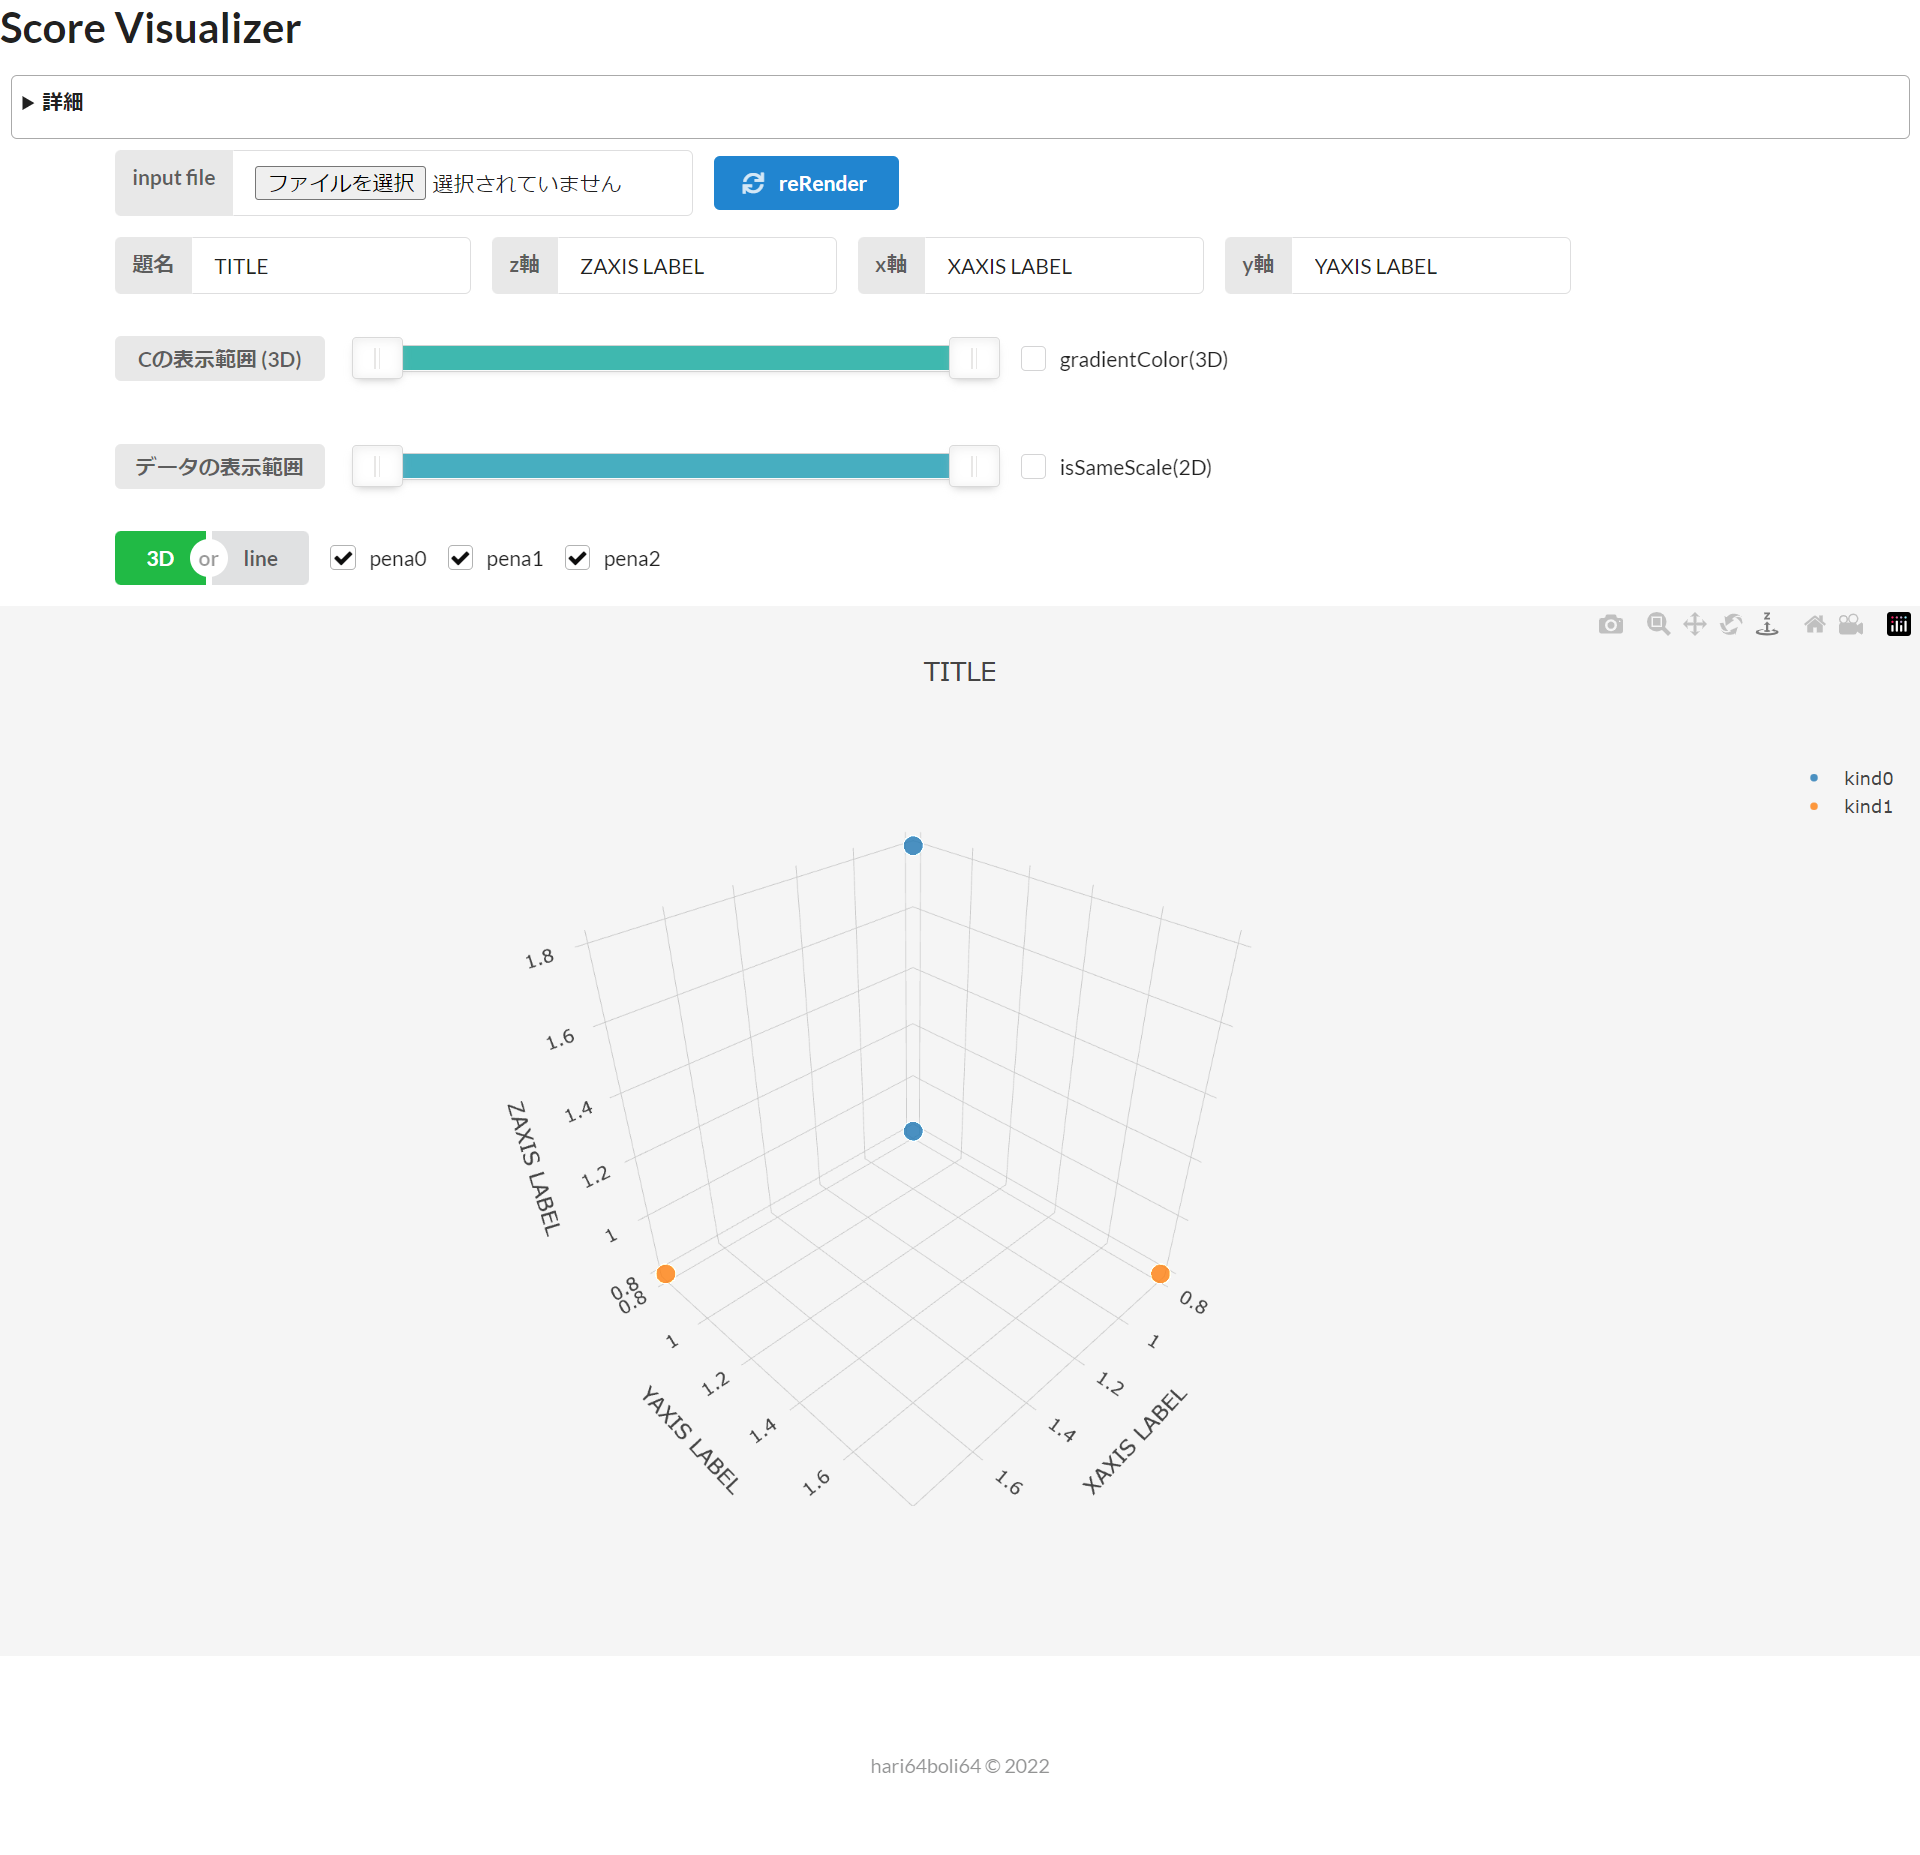 Score Visualizer
▶ 詳細
input file ファイルを選択 選択されていません reRender
題名 TITLE z軸 ZAXIS LABEL x軸 XAXIS LABEL y軸 YAXIS LABEL
Cの表示範囲 (3D) gradientColor(3D)
データの表示範囲 isSameScale(2D)
3D or line pena0 pena1 pena2
TITLE
kind0
kind1
1.8
1.6
1.4
1.2
1
0.8
ZAXIS LABEL
0.8
1
1.2
1.4
1.6
YAXIS LABEL
0.8
1
1.2
1.4
1.6
XAXIS LABEL
hari64boli64 © 2022